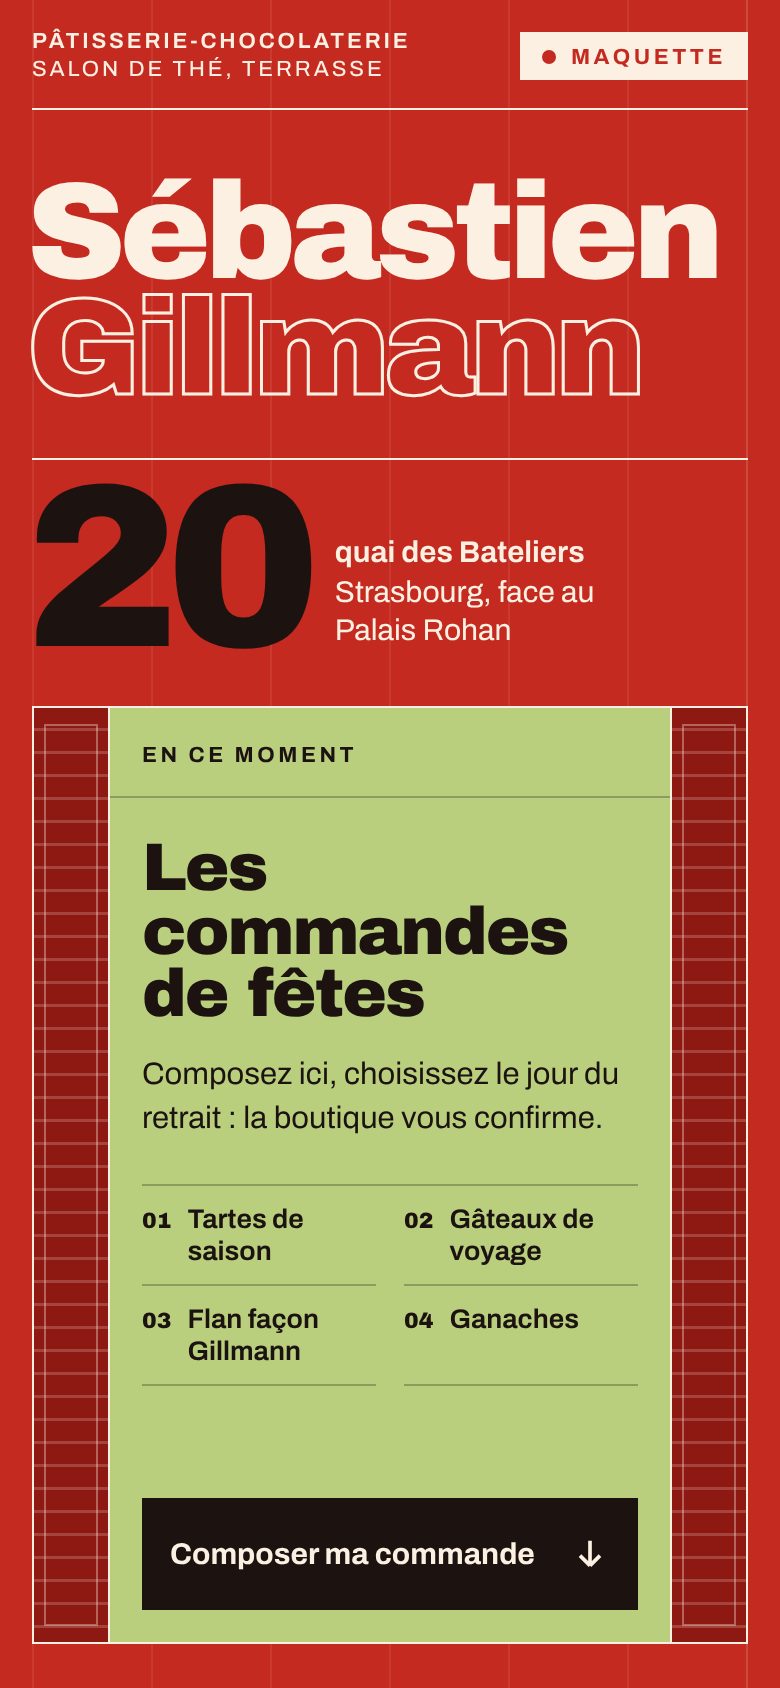 PÂTISSERIE-CHOCOLATERIE
SALON DE THÉ, TERRASSE
MAQUETTE
Sébastien
Gillmann
20
quai des Bateliers
Strasbourg, face au
Palais Rohan
EN CE MOMENT
Les
commandes
de fêtes
Composez ici, choisissez le jour du
retrait : la boutique vous confirme.
01 Tartes de
saison
02 Gâteaux de
voyage
03 Flan façon
Gillmann
04 Ganaches
Composer ma commande ↓